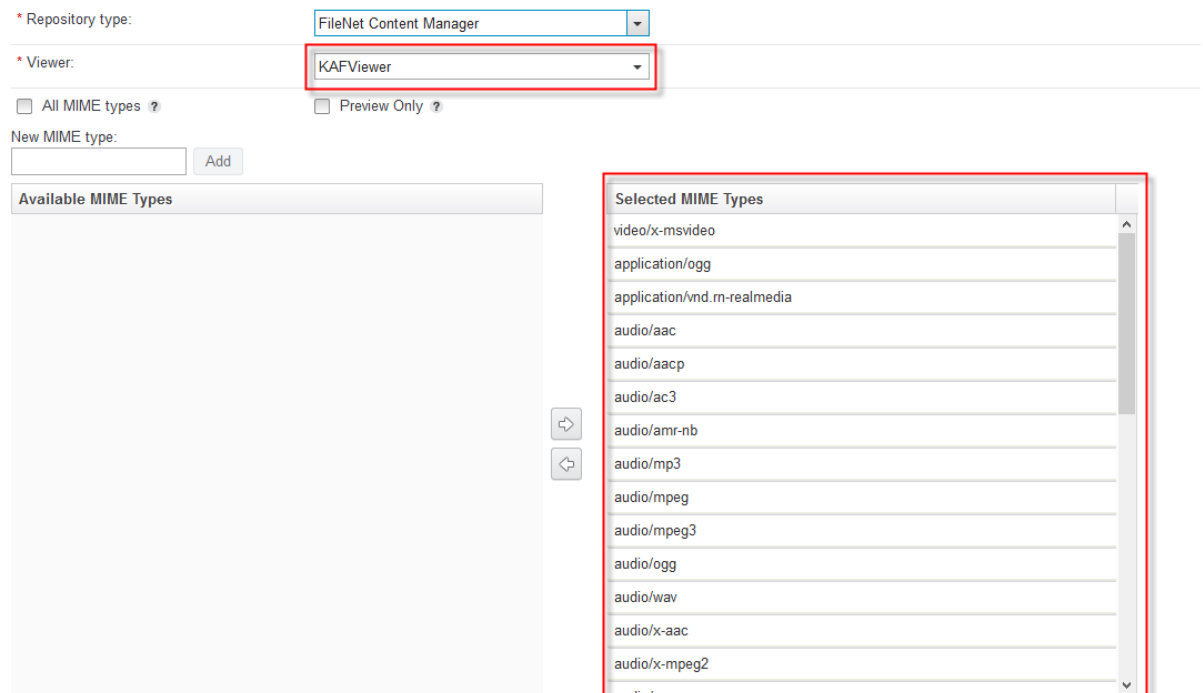 * Repository type:
FileNet Content Manager
* Viewer:
KAFViewer
All MIME types ?
Preview Only ?
New MIME type:
Add
Available MIME Types
Selected MIME Types
video/x-msvideo
application/ogg
application/vnd.rn-realmedia
audio/aac
audio/aacp
audio/ac3
audio/amr-nb
audio/mp3
audio/mpeg
audio/mpeg3
audio/ogg
audio/wav
audio/x-aac
audio/x-mpeg2